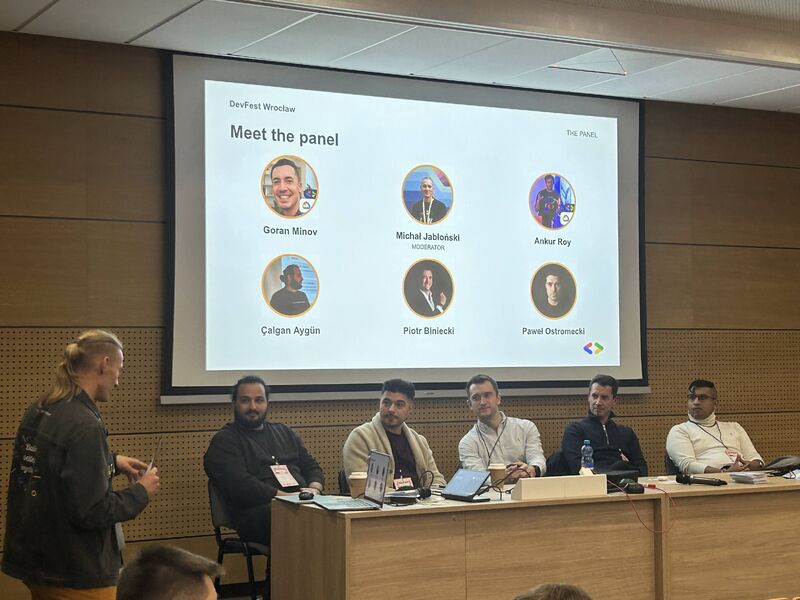 DevFest Wrocław
Meet the panel
THE PANEL
Goran Minov
Michał Jabłoński
MODERATOR
Ankur Roy
Çalgan Aygün
Piotr Biniecki
Paweł Ostromecki